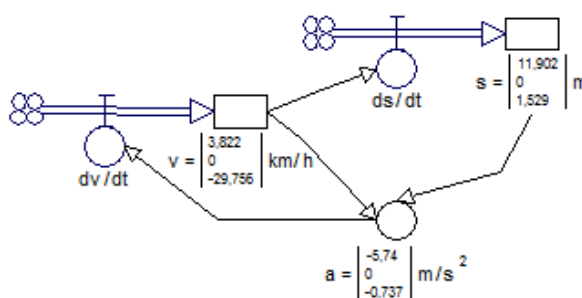 ds/dt
s = | 11,902 0 1,529 | m
dv/dt
v = | 3,822 0 -29,756 | km/h
a = | -5,74 0 -0,737 | m/s²